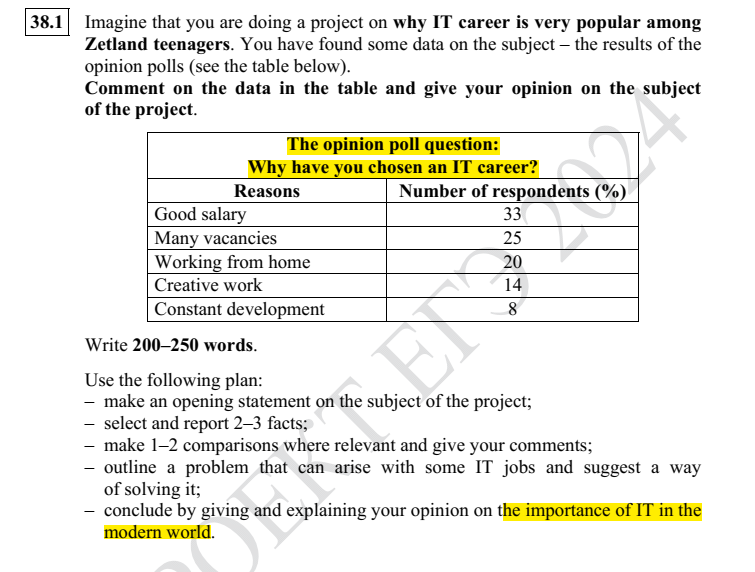 38.1 Imagine that you are doing a project on why IT career is very popular among
Zetland teenagers. You have found some data on the subject – the results of the
opinion polls (see the table below).
Comment on the data in the table and give your opinion on the subject
of the project.
The opinion poll question:
Why have you chosen an IT career?
Reasons Number of respondents (%)
Good salary 33
Many vacancies 25
Working from home 20
Creative work 14
Constant development 8
Write 200–250 words.
Use the following plan:
– make an opening statement on the subject of the project;
– select and report 2–3 facts;
– make 1–2 comparisons where relevant and give your comments;
– outline a problem that can arise with some IT jobs and suggest a way
of solving it;
– conclude by giving and explaining your opinion on the importance of IT in the
modern world.
РОЕКТ ЕГЭ 2024